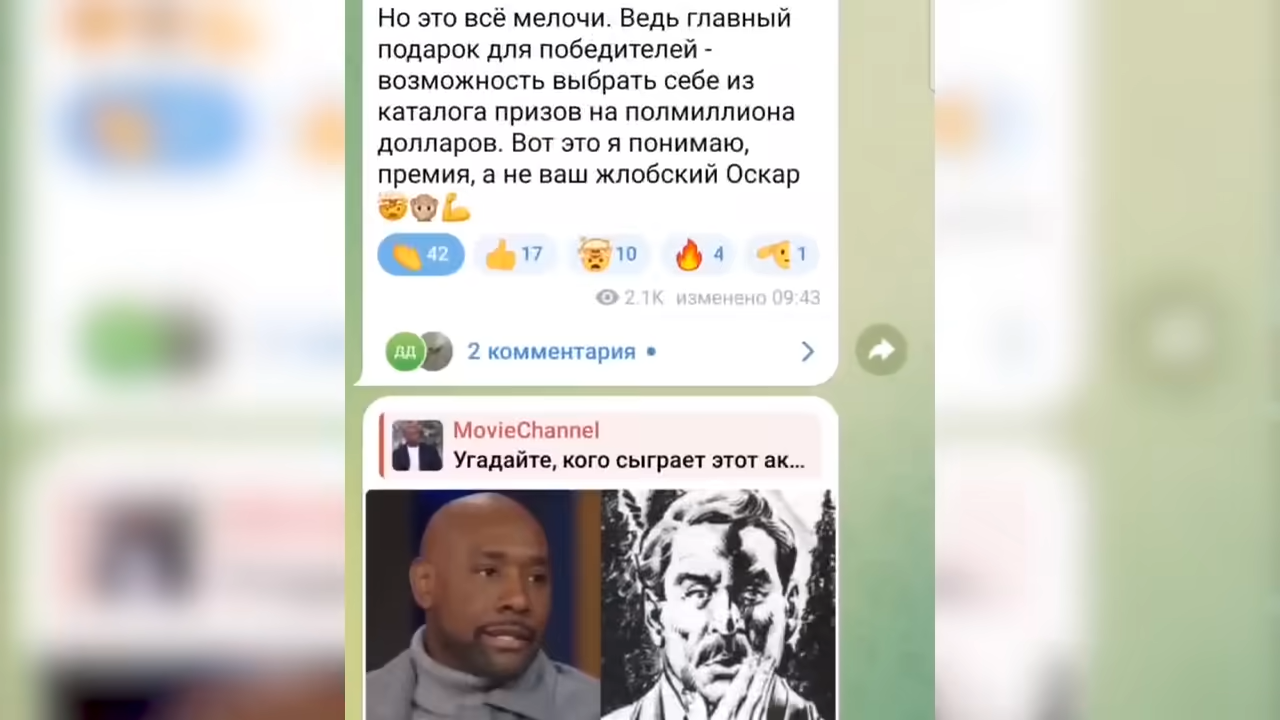 Но это всё мелочи. Ведь главный
подарок для победителей -
возможность выбрать себе из
каталога призов на полмиллиона
долларов. Вот это я понимаю,
премия, а не ваш жлобский Оскар
42 17 10 4 1
2.1K изменено 09:43
ДД 2 комментария
MovieChannel
Угадайте, кого сыграет этот ак...